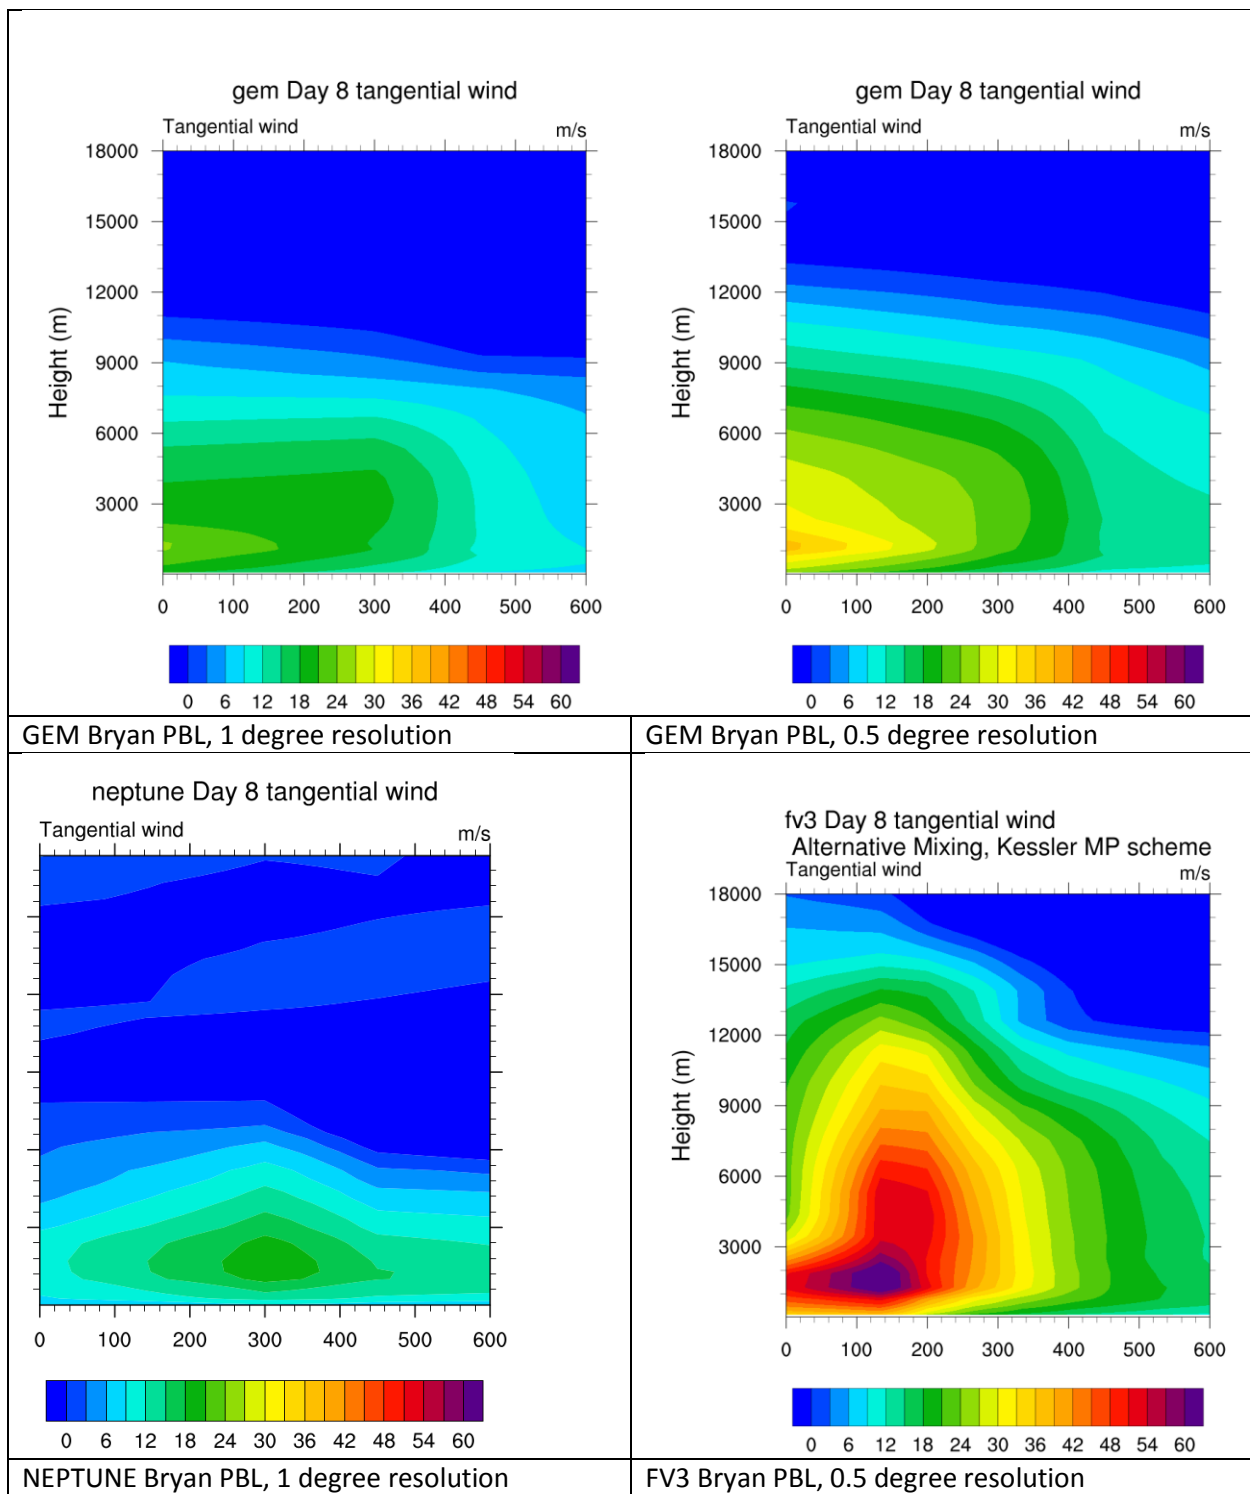 gem Day 8 tangential wind
Tangential wind m/s
18000
15000
12000
9000
6000
3000
Height (m)
0 100 200 300 400 500 600
0 6 12 18 24 30 36 42 48 54 60
GEM Bryan PBL, 1 degree resolution
gem Day 8 tangential wind
Tangential wind m/s
18000
15000
12000
9000
6000
3000
Height (m)
0 100 200 300 400 500 600
0 6 12 18 24 30 36 42 48 54 60
GEM Bryan PBL, 0.5 degree resolution
neptune Day 8 tangential wind
Tangential wind m/s
0 100 200 300 400 500 600
0 6 12 18 24 30 36 42 48 54 60
NEPTUNE Bryan PBL, 1 degree resolution
fv3 Day 8 tangential wind
Alternative Mixing, Kessler MP scheme
Tangential wind m/s
18000
15000
12000
9000
6000
3000
Height (m)
0 100 200 300 400 500 600
0 6 12 18 24 30 36 42 48 54 60
FV3 Bryan PBL, 0.5 degree resolution